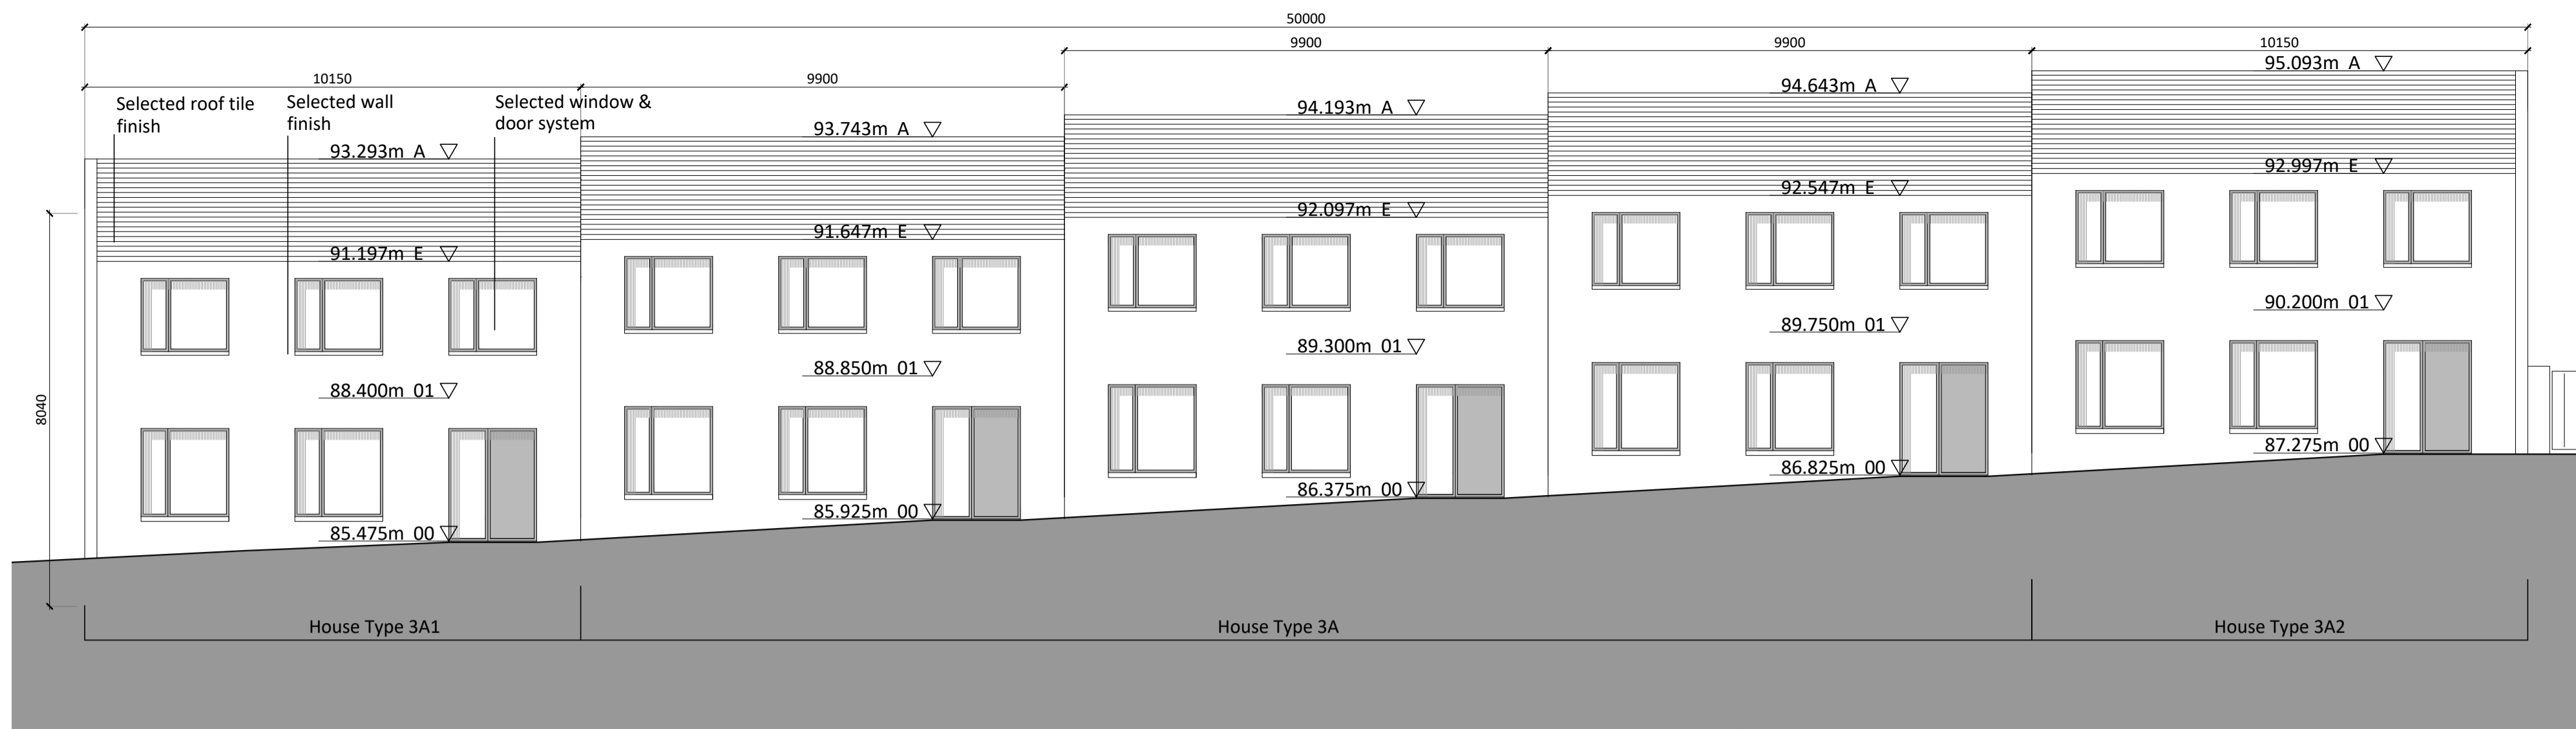 50000
9900
9900
10150
10150
9900
Selected roof tile
finish
Selected wall
finish
Selected window &
door system
93.293m A
93.743m A
94.193m A
94.643m A
95.093m A
91.197m E
91.647m E
92.097m E
92.547m E
92.997m E
88.400m 01
88.850m 01
89.300m 01
89.750m 01
90.200m 01
85.475m 00
85.925m 00
86.375m 00
86.825m 00
87.275m 00
8040
House Type 3A1
House Type 3A
House Type 3A2